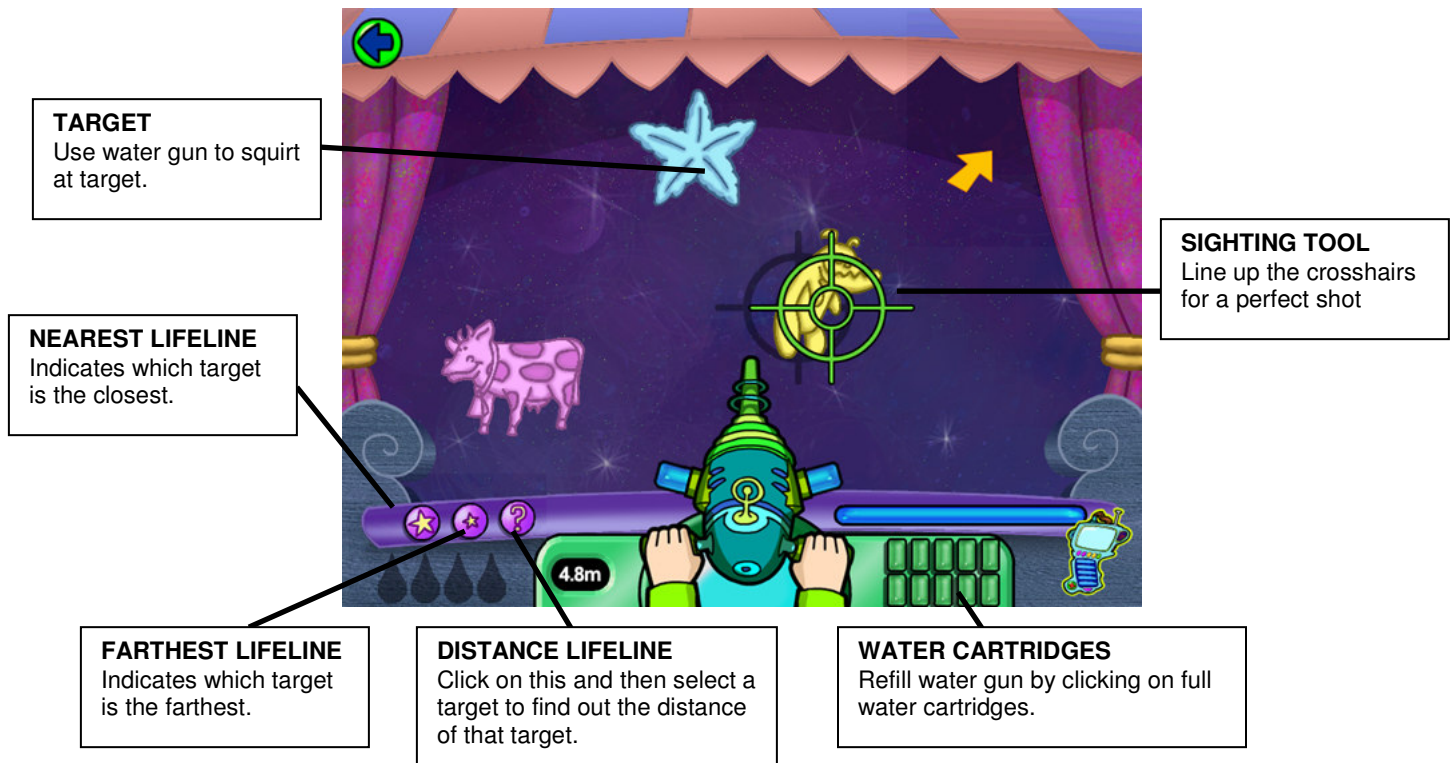 TARGET
Use water gun to squirt
at target.
SIGHTING TOOL
Line up the crosshairs
for a perfect shot
NEAREST LIFELINE
Indicates which target
is the closest.
?
4.8m
FARTHEST LIFELINE
Indicates which target
is the farthest.
DISTANCE LIFELINE
Click on this and then select a
target to find out the distance
of that target.
WATER CARTRIDGES
Refill water gun by clicking on full
water cartridges.